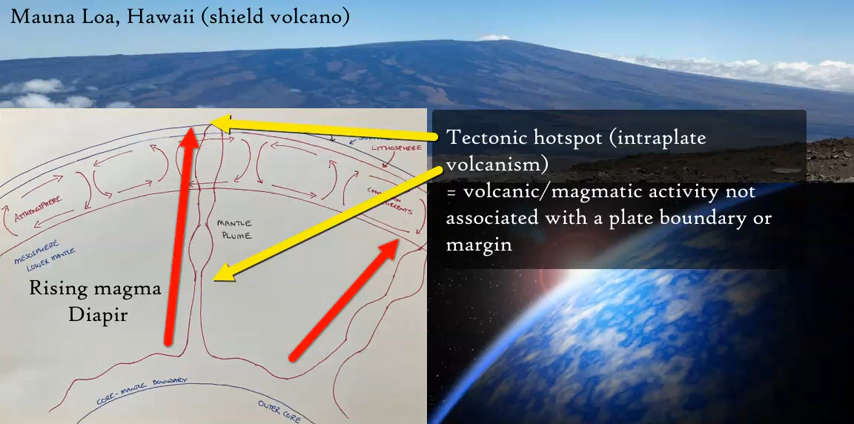 Mauna Loa, Hawaii (shield volcano)
LITHOSPHERE
ASTHENOSPHERE
MANTLE
PLUME
MESOSPHERE
LOWER MANTLE
Rising magma
Diapir
CORE-MANTLE BOUNDARY
OUTER CORE
Tectonic hotspot (intraplate
volcanism)
= volcanic/magmatic activity not
associated with a plate boundary or
margin